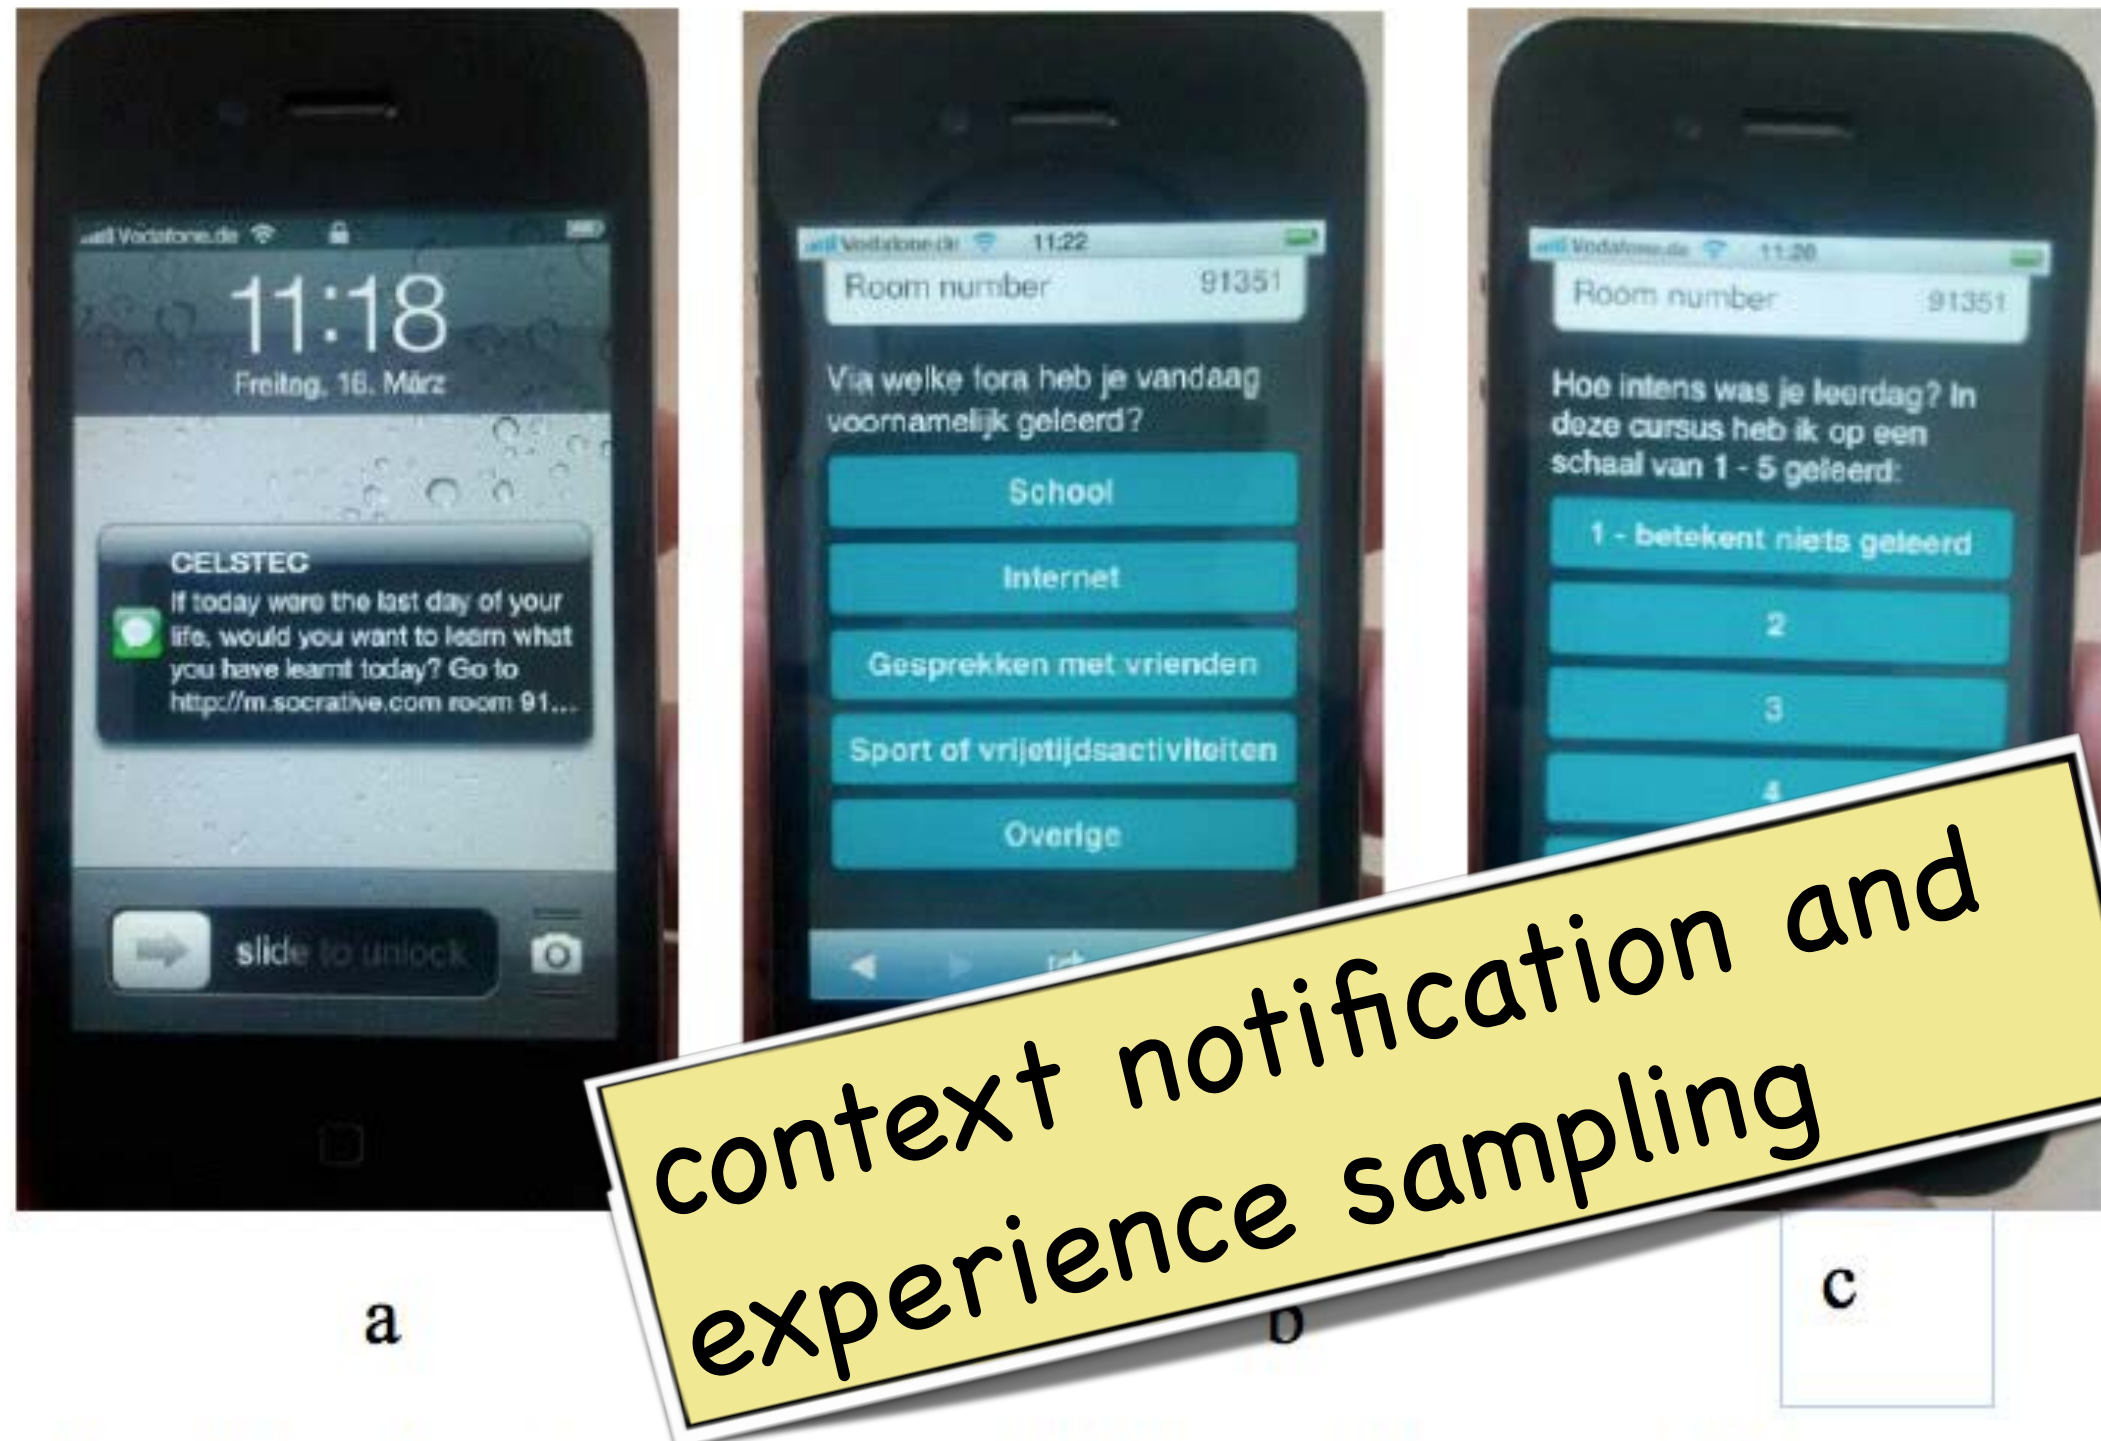 Vodafone.de
11:18
Freitag, 16. März
CELSTEC
If today were the last day of your
life, would you want to learn what
you have learnt today? Go to
http://m.socrative.com room 91...
slide to unlock
a
Vodafone.de 11:22
Room number 91351
Via welke fora heb je vandaag
voornamelijk geleerd?
School
Internet
Gesprekken met vrienden
Sport of vrijetijdsactiviteiten
Overige
b
Vodafone.de 11:20
Room number 91351
Hoe intens was je leerdag? In
deze cursus heb ik op een
schaal van 1 - 5 geleerd:
1 - betekent niets geleerd
2
3
4
c
context notification and
experience sampling